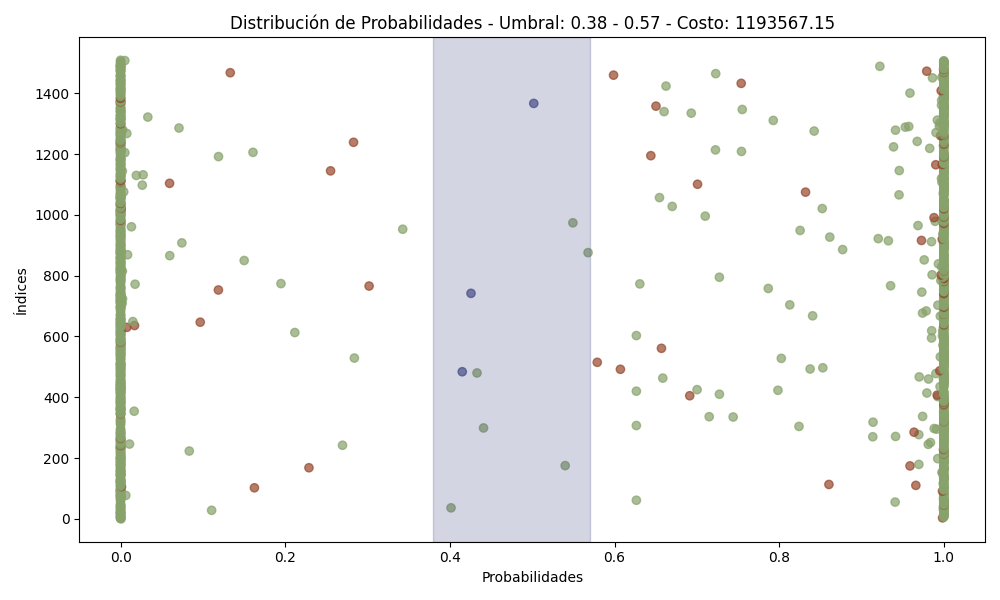 Distribución de Probabilidades - Umbral: 0.38 - 0.57 - Costo: 1193567.15
1400
1200
1000
800
600
400
200
0
Índices
0.0 0.2 0.4 0.6 0.8 1.0
Probabilidades